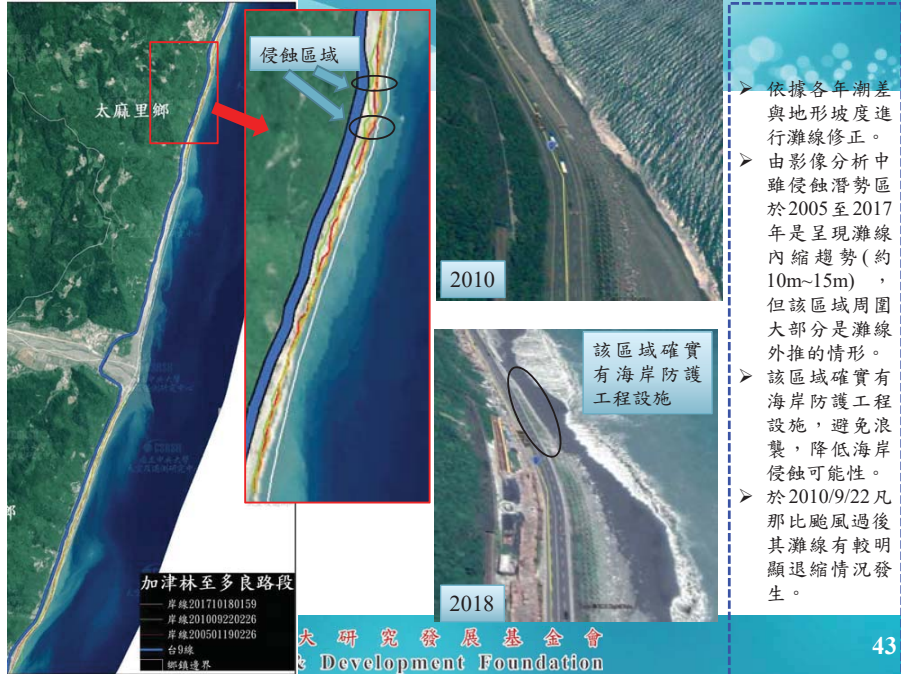 太麻里鄉
侵蝕區域
2010
該區域確實
有海岸防護
工程設施
2018
加津林至多良路段
岸線201710180159
岸線201009220226
岸線200501190226
台9線
鄉鎮邊界
➢ 依據各年潮差
與地形坡度進
行灘線修正。
➢ 由影像分析中
雖侵蝕潛勢區
於2005至2017
年是呈現灘線
內縮趨勢(約
10m~15m)，
但該區域周圍
大部分是灘線
外推的情形。
➢ 該區域確實有
海岸防護工程
設施，避免浪
襲，降低海岸
侵蝕可能性。
➢ 於2010/9/22凡
那比颱風過後
其灘線有較明
顯退縮情況發
生。
大研究發展基金會
& Development Foundation
43